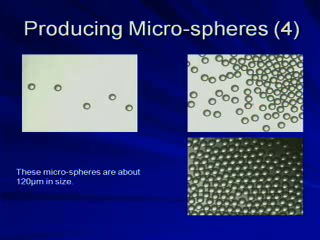 Producing Micro-spheres (4)
These micro-spheres are about
120µm in size.